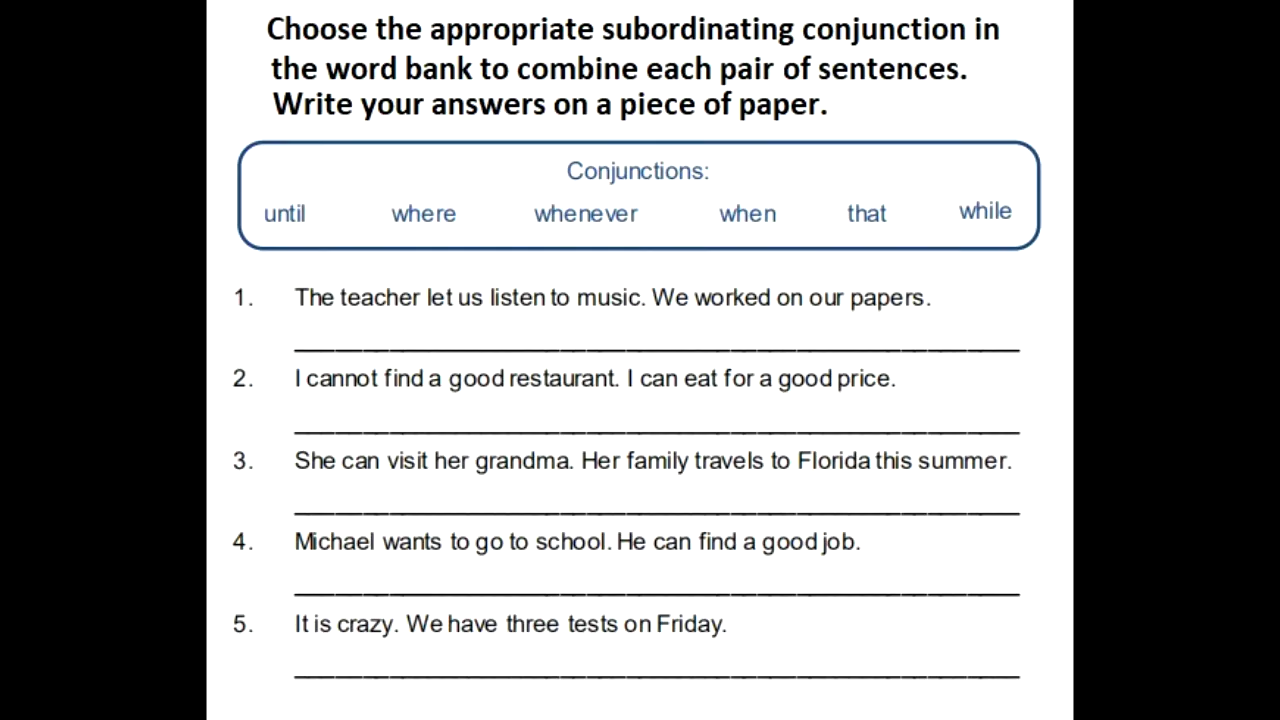 Choose the appropriate subordinating conjunction in
the word bank to combine each pair of sentences.
Write your answers on a piece of paper.
Conjunctions:
until where whenever when that while
1. The teacher let us listen to music. We worked on our papers.
2. I cannot find a good restaurant. I can eat for a good price.
3. She can visit her grandma. Her family travels to Florida this summer.
4. Michael wants to go to school. He can find a good job.
5. It is crazy. We have three tests on Friday.